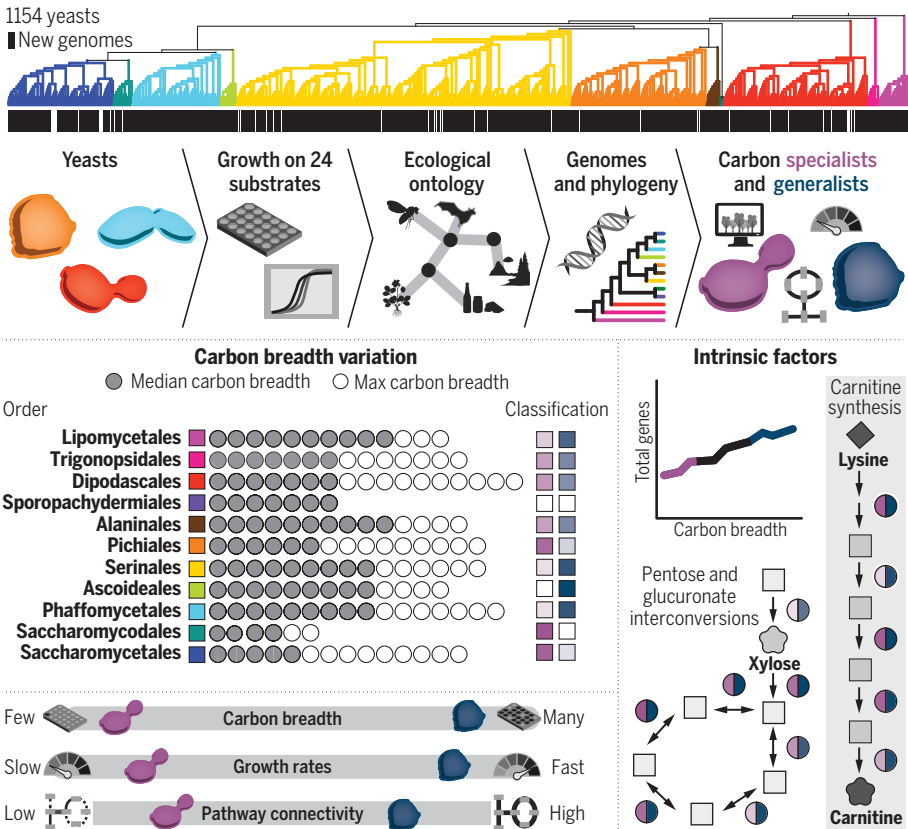 1154 yeasts
New genomes
Yeasts
Growth on 24
substrates
Ecological
ontology
Genomes
and phylogeny
Carbon specialists
and generalists
Carbon breadth variation
Median carbon breadth
Max carbon breadth
Order
Classification
Lipomycetales
Trigonopsidales
Dipodascales
Sporopachydermiales
Alaninales
Pichiales
Serinales
Ascoideales
Phaffomycetales
Saccharomycodales
Saccharomycetales
Few
Carbon breadth
Many
Slow
Growth rates
Fast
Low
Pathway connectivity
High
Intrinsic factors
Total genes
Carbon breadth
Pentose and
glucuronate
interconversions
Xylose
Carnitine
synthesis
Lysine
Carnitine